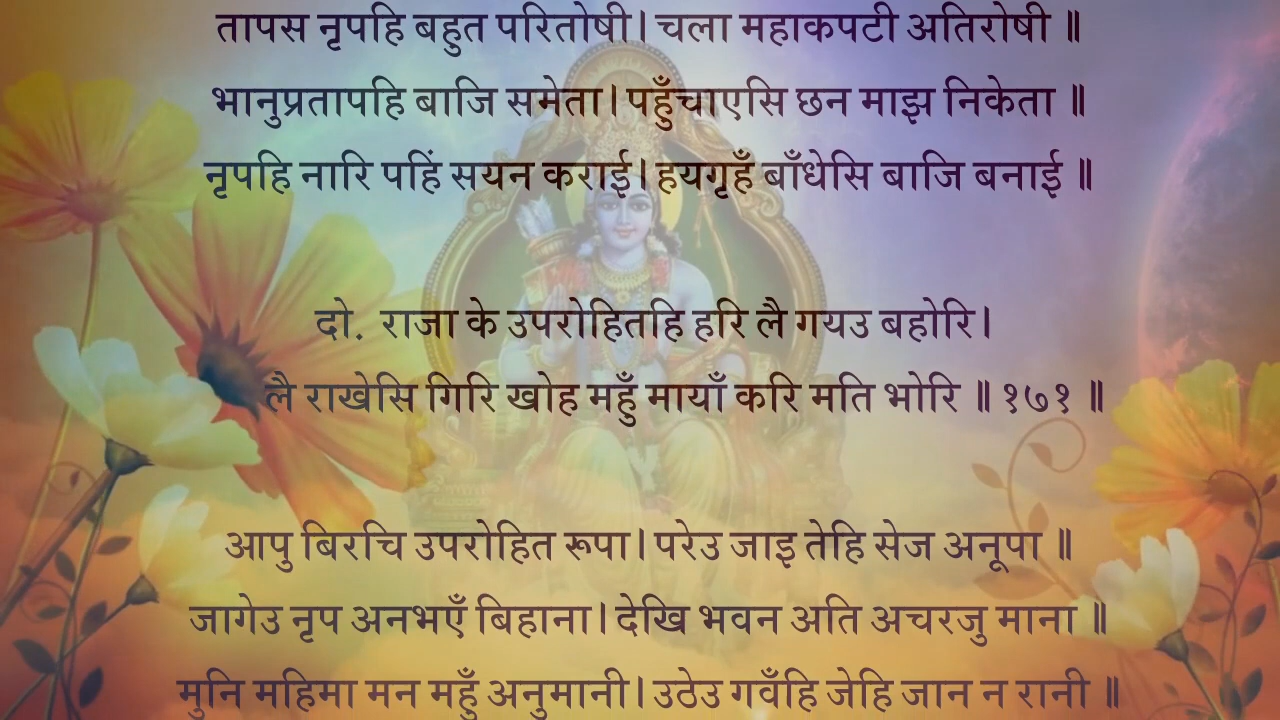 तापस नृपहि बहुत परितोषी। चला महाकपटी अतिरोषी ॥
भानुप्रतापहि बाजि समेता। पहुँचाएसि छन माझ निकेता ॥
नृपहि नारि पहिं सयन कराई। हयगृहँ बाँधेसि बाजि बनाई ॥
दो. राजा के उपरोहितहि हरि लै गयउ बहोरि।
लै राखेसि गिरि खोह महुँ मायाँ करि मति भोरि ॥ १७१ ॥
आपु बिरचि उपरोहित रूपा। परेउ जाइ तेहि सेज अनूपा ॥
जागेउ नृप अनभएँ बिहाना। देखि भवन अति अचरजु माना ॥
मुनि महिमा मन महुँ अनुमानी। उठेउ गवँहि जेहि जान न रानी ॥